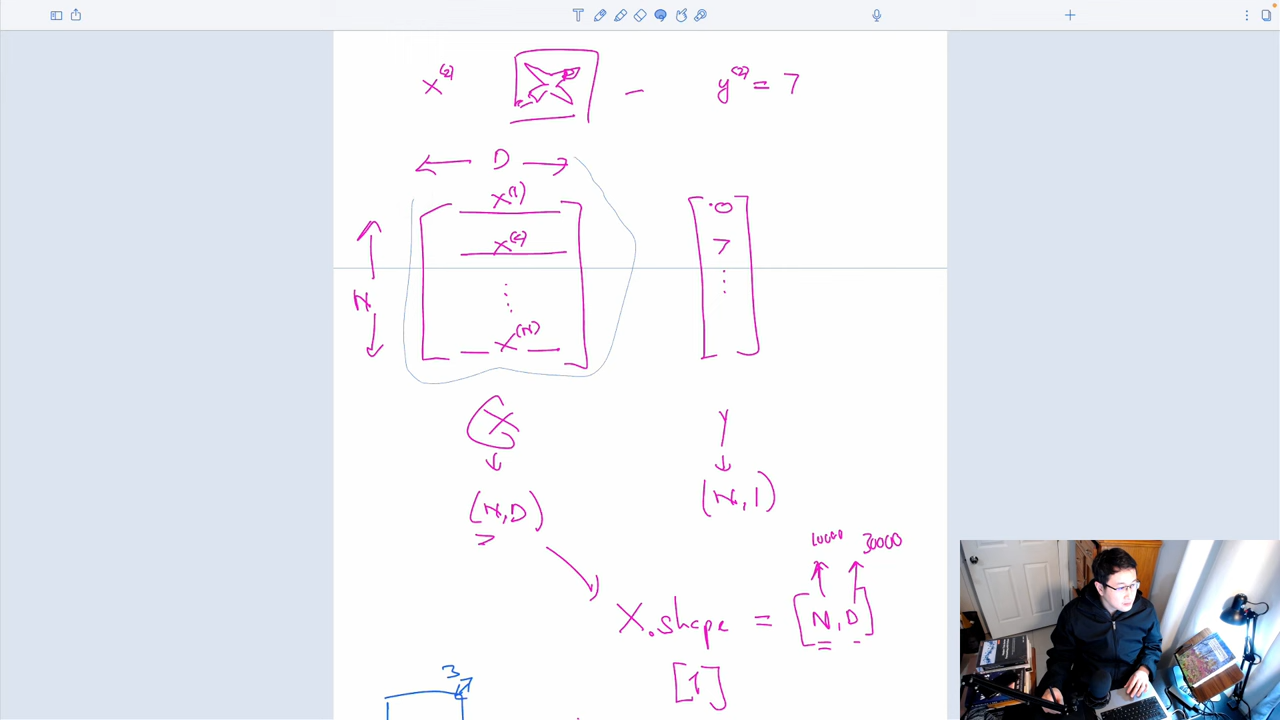 x^(2) — y^(2) = 7
D
x^(1)
0
x^(2)
7
N
x^(N)
X
Y
(N,D)
(N,1)
10000
30000
X.shape = [N,D]
[1]
3